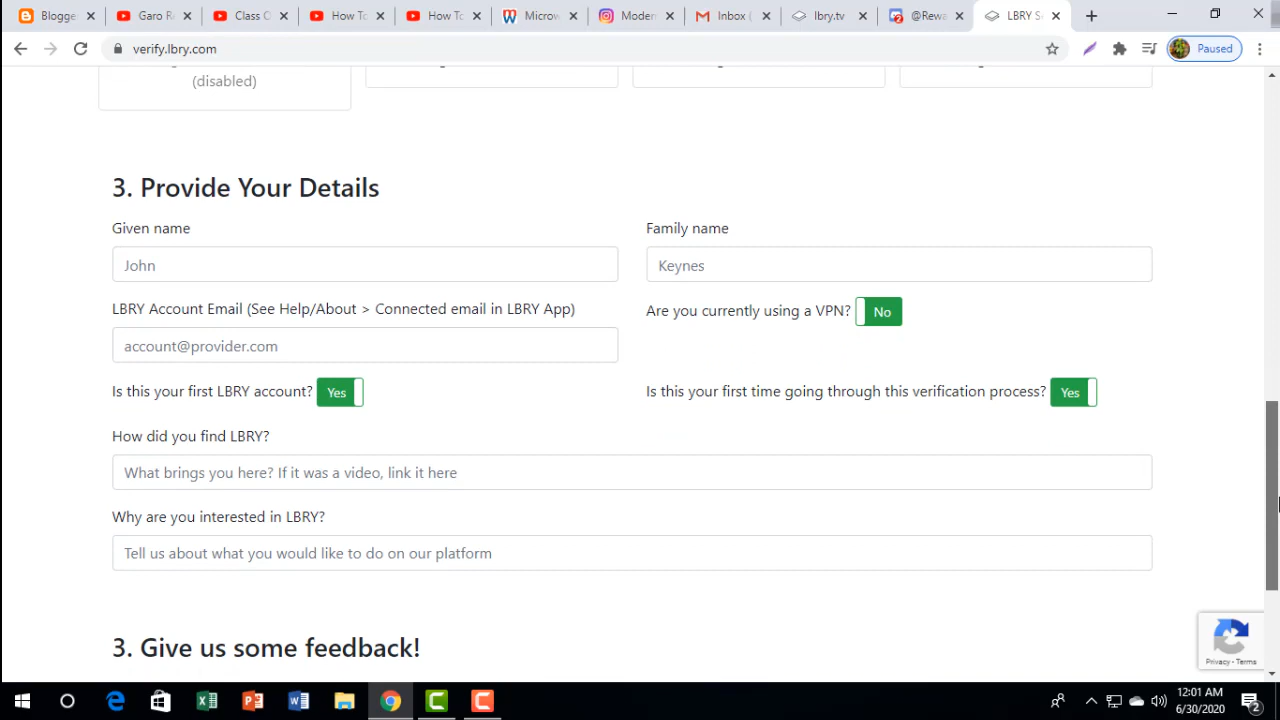 Blogge
Garo R
Class C
How To
How To
Microw
Modern
Inbox (
lbry.tv
@Rewa
LBRY S
verify.lbry.com
Paused
(disabled)
3. Provide Your Details
Given name
Family name
John
Keynes
LBRY Account Email (See Help/About > Connected email in LBRY App)
Are you currently using a VPN? No
account@provider.com
Is this your first LBRY account? Yes
Is this your first time going through this verification process? Yes
How did you find LBRY?
What brings you here? If it was a video, link it here
Why are you interested in LBRY?
Tell us about what you would like to do on our platform
3. Give us some feedback!
Privacy - Terms
12:01 AM
6/30/2020
2